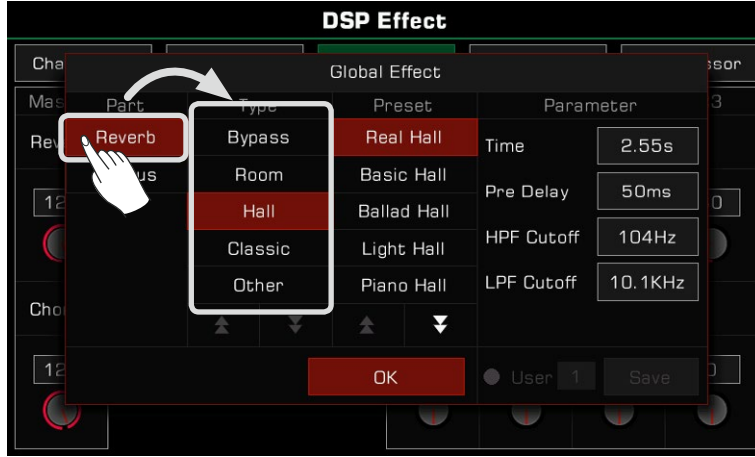 DSP Effect
Cha
ssor
Global Effect
Mas
3
Part
Type
Preset
Parameter
Rev
Reverb
Bypass
Real Hall
Time
2.55s
us
Room
Basic Hall
Pre Delay
50ms
12
0
Hall
Ballad Hall
HPF Cutoff
104Hz
Classic
Light Hall
LPF Cutoff
10.1KHz
Other
Piano Hall
Cho
12
OK
User
1
Save